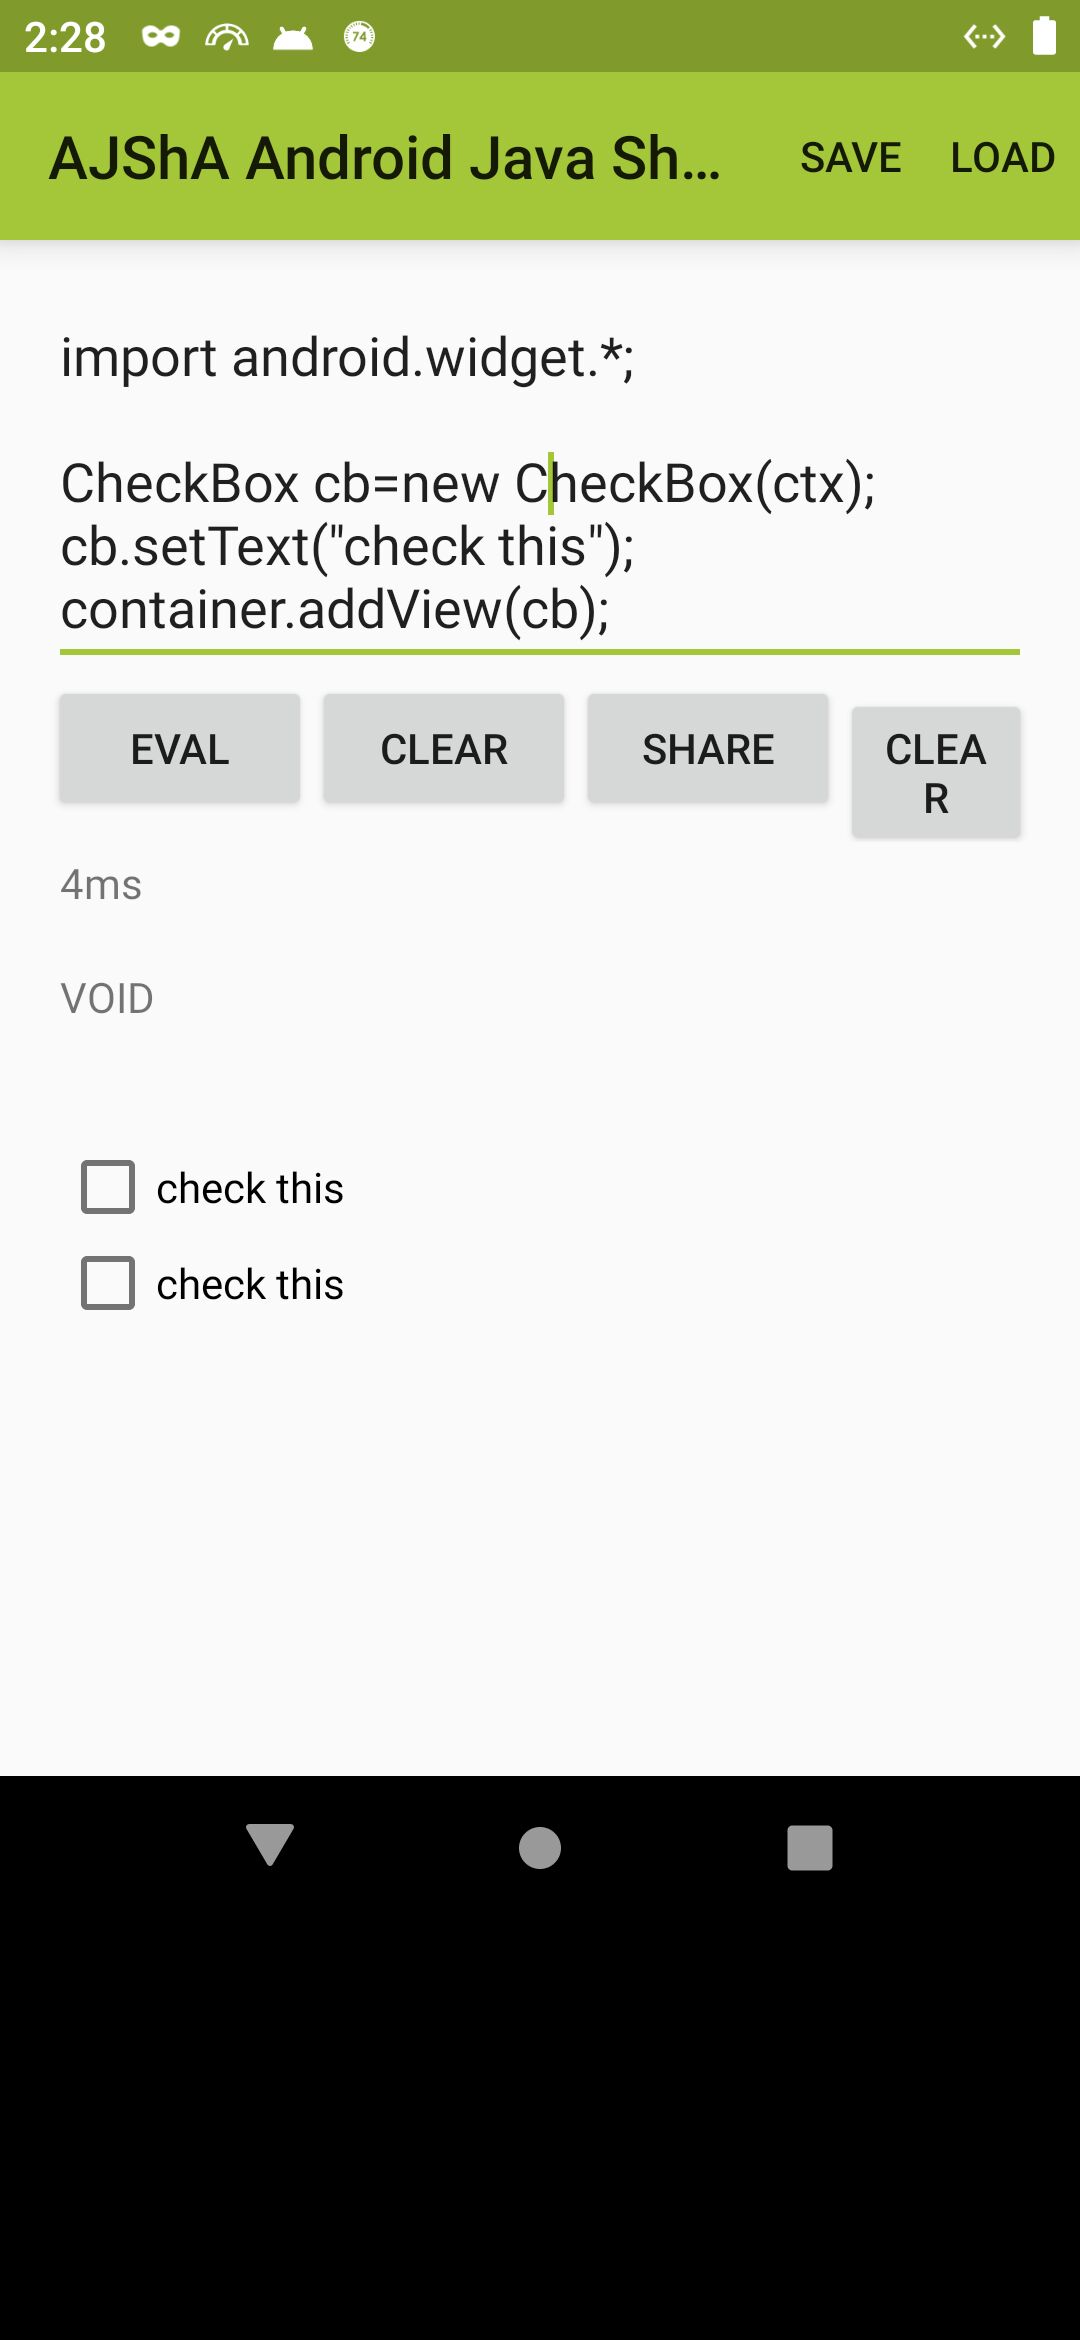 2:28
74
AJShA Android Java Sh...
SAVE
LOAD
import android.widget.*;
CheckBox cb=new CheckBox(ctx);
cb.setText("check this");
container.addView(cb);
EVAL
CLEAR
SHARE
CLEA
R
4ms
VOID
check this
check this